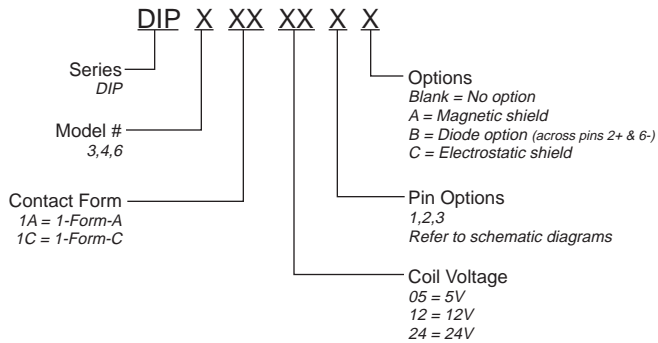 DIP X XX XX X X
Series
DIP
Model #
3,4,6
Contact Form
1A = 1-Form-A
1C = 1-Form-C
Options
Blank = No option
A = Magnetic shield
B = Diode option (across pins 2+ & 6-)
C = Electrostatic shield
Pin Options
1,2,3
Refer to schematic diagrams
Coil Voltage
05 = 5V
12 = 12V
24 = 24V